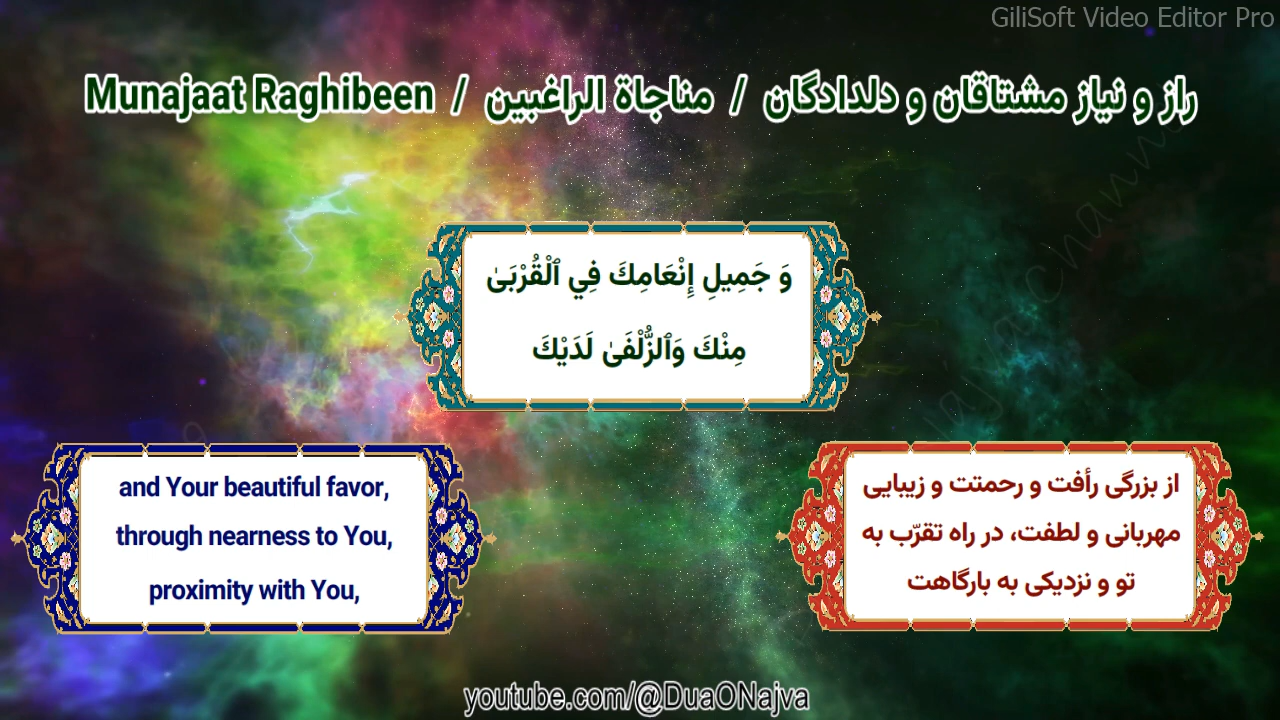 GiliSoft Video Editor Pro
Munajaat Raghibeen / مناجاة الراغبين / راز و نیاز مشتاقان و دلدادگان
وَ جَمِيلِ إِنْعَامِكَ فِي ٱلْقُرْبَىٰ
مِنْكَ وَٱلزُّلْفَىٰ لَدَيْكَ
and Your beautiful favor,
through nearness to You,
proximity with You,
از بزرگی رأفت و رحمتت و زیبایی
مهربانی و لطفت، در راه تقرّب به
تو و نزدیکی به بارگاهت
youtube.com/@DuaONajva